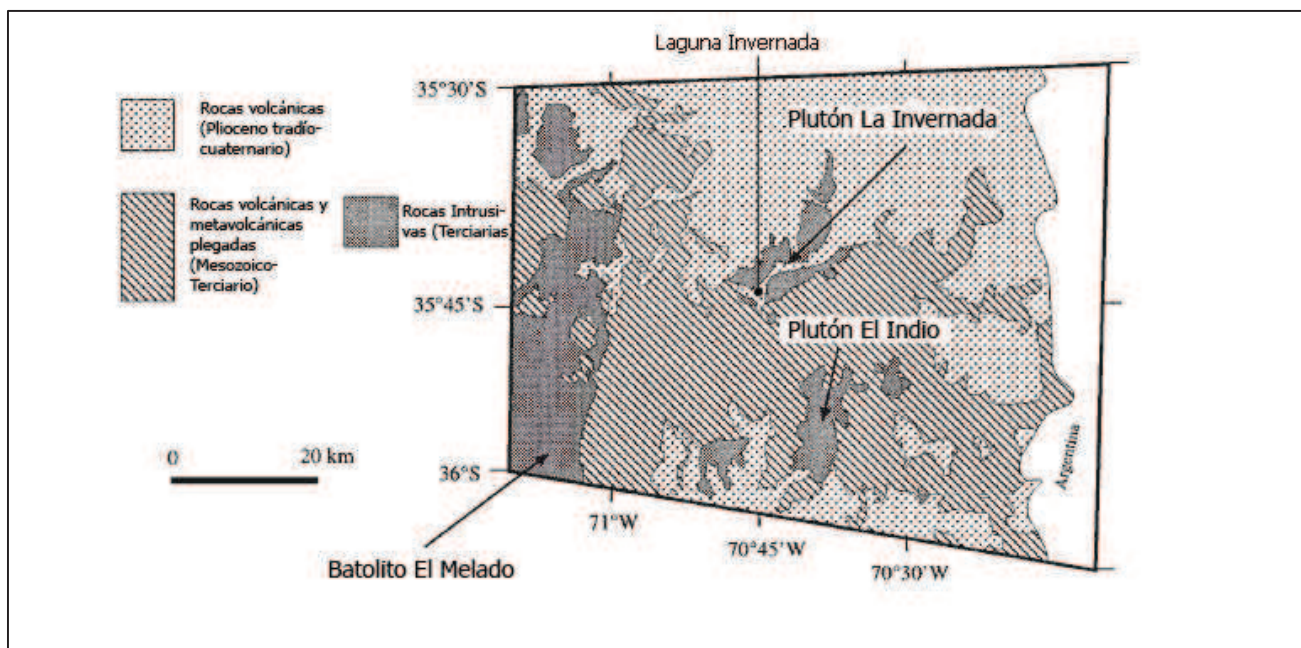 Laguna Invernada
35°30'S
Rocas volcánicas
(Plioceno tradío-
cuaternario)
Plutón La Invernada
Rocas volcánicas y
metavolcánicas
plegadas
(Mesozoico-
Terciario)
Rocas Intrusi-
vas (Terciarias)
35°45'S
Plutón El Indio
0 20 km
36°S
Argentina
71°W
70°45'W
70°30'W
Batolito El Melado